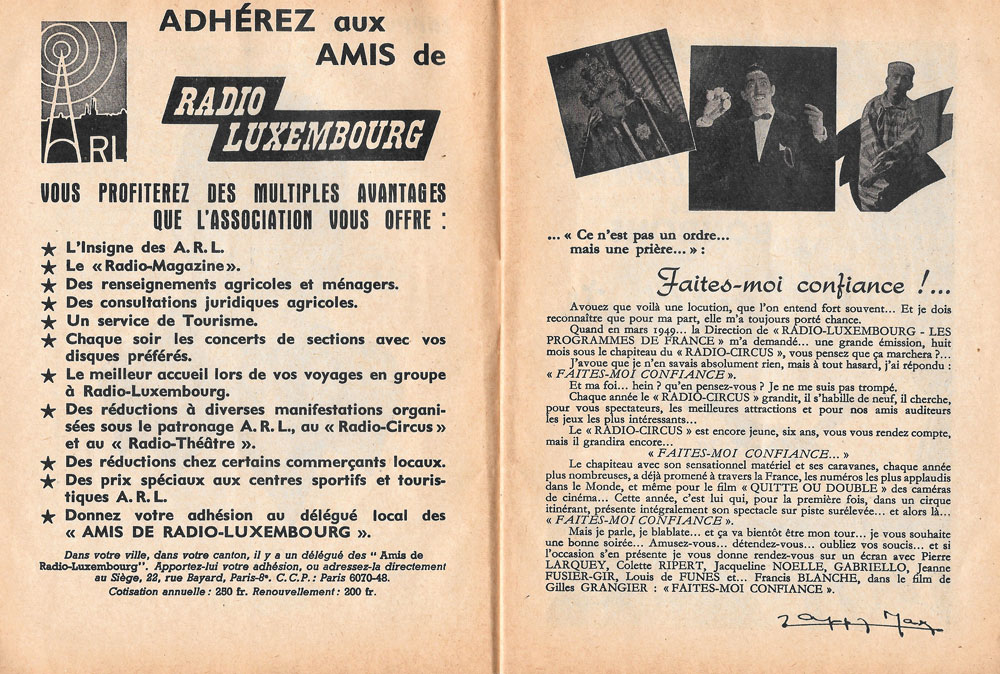 ADHÉREZ aux
AMIS de
A.RL
RADIO
LUXEMBOURG
VOUS PROFITEREZ DES MULTIPLES AVANTAGES
QUE L'ASSOCIATION VOUS OFFRE :
★ L'Insigne des A.R.L.
★ Le « Radio-Magazine ».
★ Des renseignements agricoles et ménagers.
★ Des consultations juridiques agricoles.
★ Un service de Tourisme.
★ Chaque soir les concerts de sections avec vos
disques préférés.
★ Le meilleur accueil lors de vos voyages en groupe
à Radio-Luxembourg.
★ Des réductions à diverses manifestations organi-
sées sous le patronage A.R.L., au « Radio-Circus »
et au « Radio-Théâtre ».
★ Des réductions chez certains commerçants locaux.
★ Des prix spéciaux aux centres sportifs et touris-
tiques A.R.L.
★ Donnez votre adhésion au délégué local des
« AMIS DE RADIO-LUXEMBOURG ».
Dans votre ville, dans votre canton, il y a un délégué des " Amis de
Radio-Luxembourg". Apportez-lui votre adhésion, ou adressez-la directement
au Siège, 22, rue Bayard, Paris-8e. C.C.P. : Paris 6070-48.
Cotisation annuelle : 280 fr. Renouvellement : 200 fr.
... « Ce n'est pas un ordre...
mais une prière... » :
Faites-moi confiance !...
Avouez que voilà une locution, que l'on entend fort souvent... Et je dois
reconnaître que pour ma part, elle m'a toujours porté chance.
Quand en mars 1949... la Direction de « RADIO-LUXEMBOURG - LES
PROGRAMMES DE FRANCE » m'a demandé... une grande émission, huit
mois sous le chapiteau du « RADIO-CIRCUS », vous pensez que ça marchera ?...
J'avoue que je n'en savais absolument rien, mais à tout hasard, j'ai répondu :
« FAITES-MOI CONFIANCE ».
Et ma foi... hein ? qu'en pensez-vous ? Je ne me suis pas trompé.
Chaque année le « RADIO-CIRCUS » grandit, il s'habille de neuf, il cherche,
pour vous spectateurs, les meilleures attractions et pour nos amis auditeurs
les jeux les plus intéressants...
Le « RADIO-CIRCUS » est encore jeune, six ans, vous vous rendez compte,
mais il grandira encore...
« FAITES-MOI CONFIANCE... »
Le chapiteau avec son sensationnel matériel et ses caravanes, chaque année
plus nombreuses, a déjà promené à travers la France, les numéros les plus applaudis
dans le Monde, et même pour le film « QUITTE OU DOUBLE » des caméras
de cinéma... Cette année, c'est lui qui, pour la première fois, dans un cirque
itinérant, présente intégralement son spectacle sur piste surélevée... et alors là...
« FAITES-MOI CONFIANCE ».
Mais je parle, je blablate... et ça va bientôt être mon tour... je vous souhaite
une bonne soirée... Amusez-vous... détendez-vous... oubliez vos soucis... et si
l'occasion s'en présente je vous donne rendez-vous sur un écran avec Pierre
LARQUEY, Colette RIPERT, Jacqueline NOELLE, GABRIELLO, Jeanne
FUSIER-GIR, Louis de FUNES et... Francis BLANCHE, dans le film de
Gilles GRANGIER : « FAITES-MOI CONFIANCE ».
Zappy Max